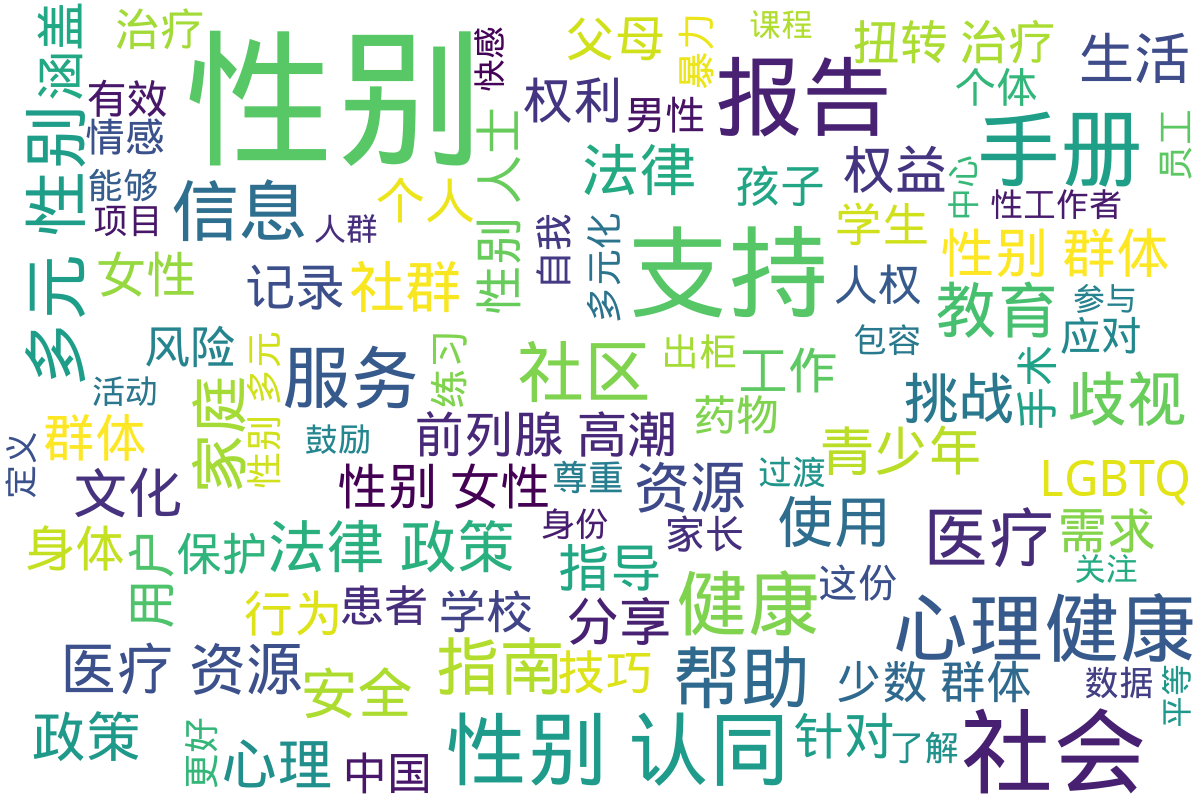 涵盖
治疗
性别
快感
父母
暴力
课程
扭转 治疗
生活
有效
权利
男性
报告
个体
情感
性别
人士
法律
孩子
权益
手册
员工
能够
信息
个人
中心
性工作者
项目
人群
自我
多元化
支持
学生
性别 群体
多元
女性
记录
社群
性别
人权
教育
参与
风险
多元
服务
练习
社区
出柜
工作
包容
应对
手术
活动
家庭
性别
药物
挑战
歧视
定义
群体
鼓励
前列腺 高潮
青少年
文化
性别 女性
尊重
资源
过渡
LGBTQ
身体
用户
保护
法律 政策
身份
家长
使用
医疗
需求
指导
关注
行为
患者
学校
分享
健康
这份
心理健康
医疗 资源
安全
指南
技巧
帮助
少数 群体
数据
平等
政策
更好
心理
中国
性别 认同
针对
了解
社会